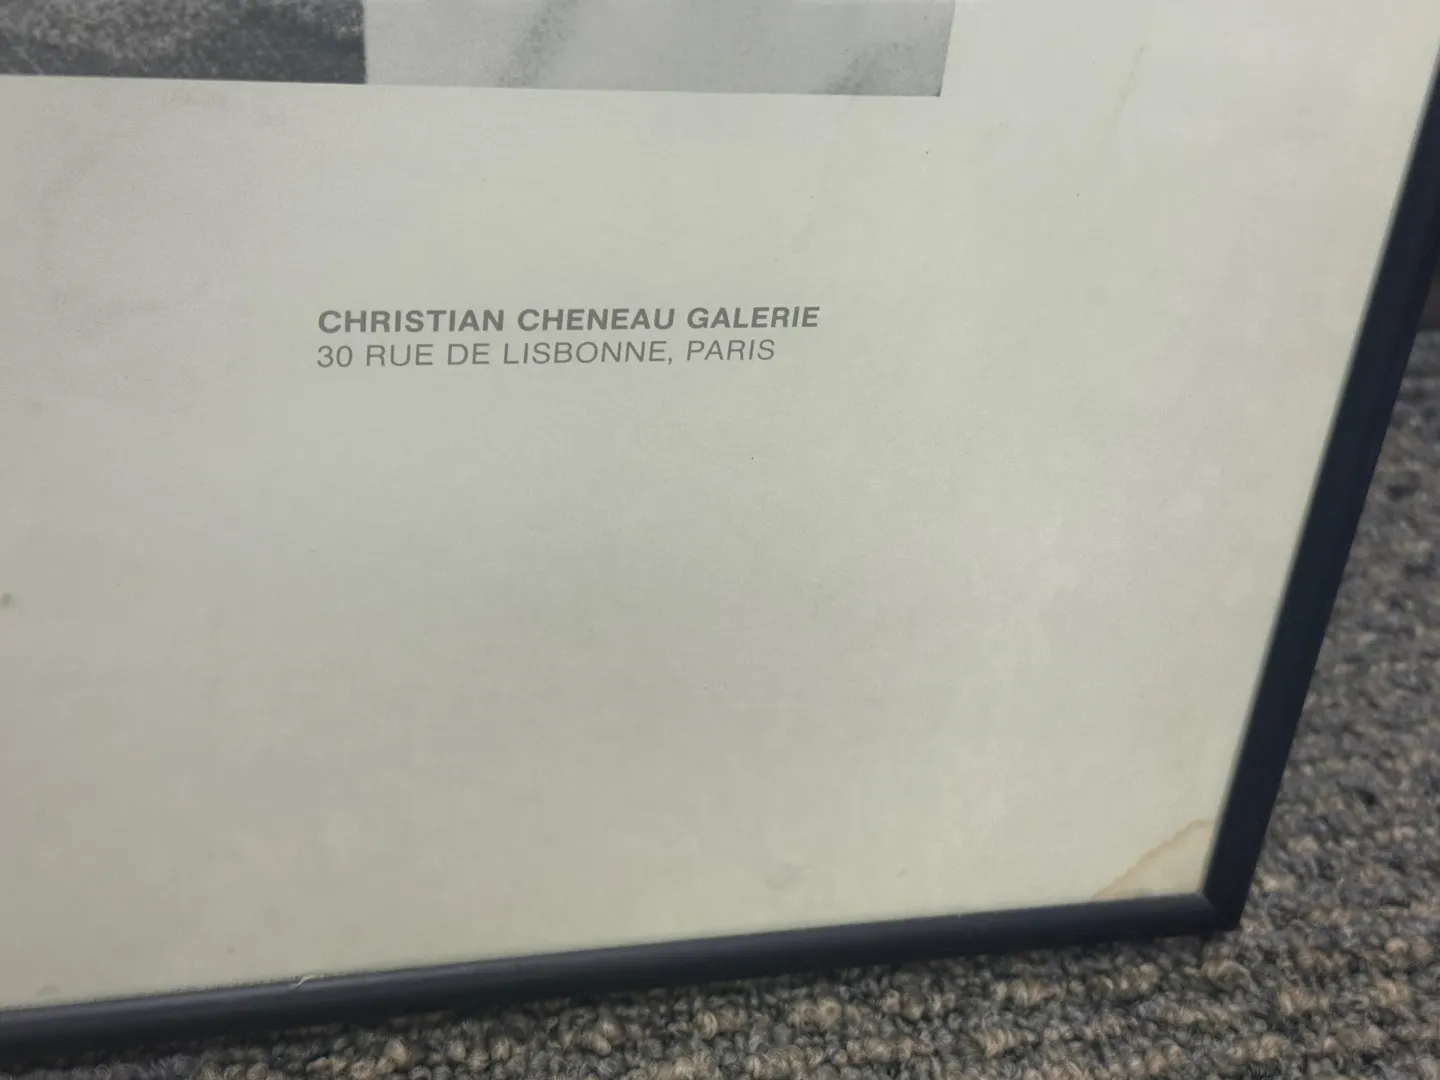 CHRISTIAN CHENEAU GALERIE
30 RUE DE LISBONNE, PARIS